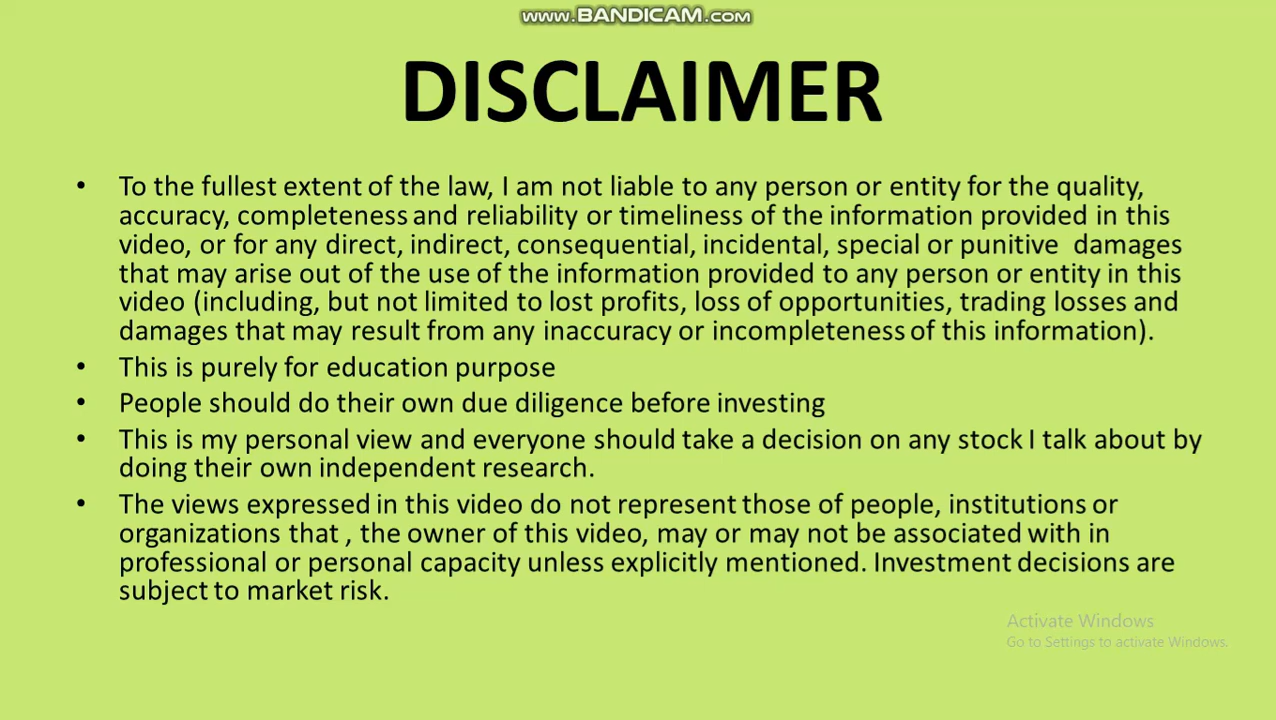 www.BANDICAM.com
DISCLAIMER
• To the fullest extent of the law, I am not liable to any person or entity for the quality,
accuracy, completeness and reliability or timeliness of the information provided in this
video, or for any direct, indirect, consequential, incidental, special or punitive  damages
that may arise out of the use of the information provided to any person or entity in this
video (including, but not limited to lost profits, loss of opportunities, trading losses and
damages that may result from any inaccuracy or incompleteness of this information).
• This is purely for education purpose
• People should do their own due diligence before investing
• This is my personal view and everyone should take a decision on any stock I talk about by
doing their own independent research.
• The views expressed in this video do not represent those of people, institutions or
organizations that , the owner of this video, may or may not be associated with in
professional or personal capacity unless explicitly mentioned. Investment decisions are
subject to market risk.
Activate Windows
Go to Settings to activate Windows.